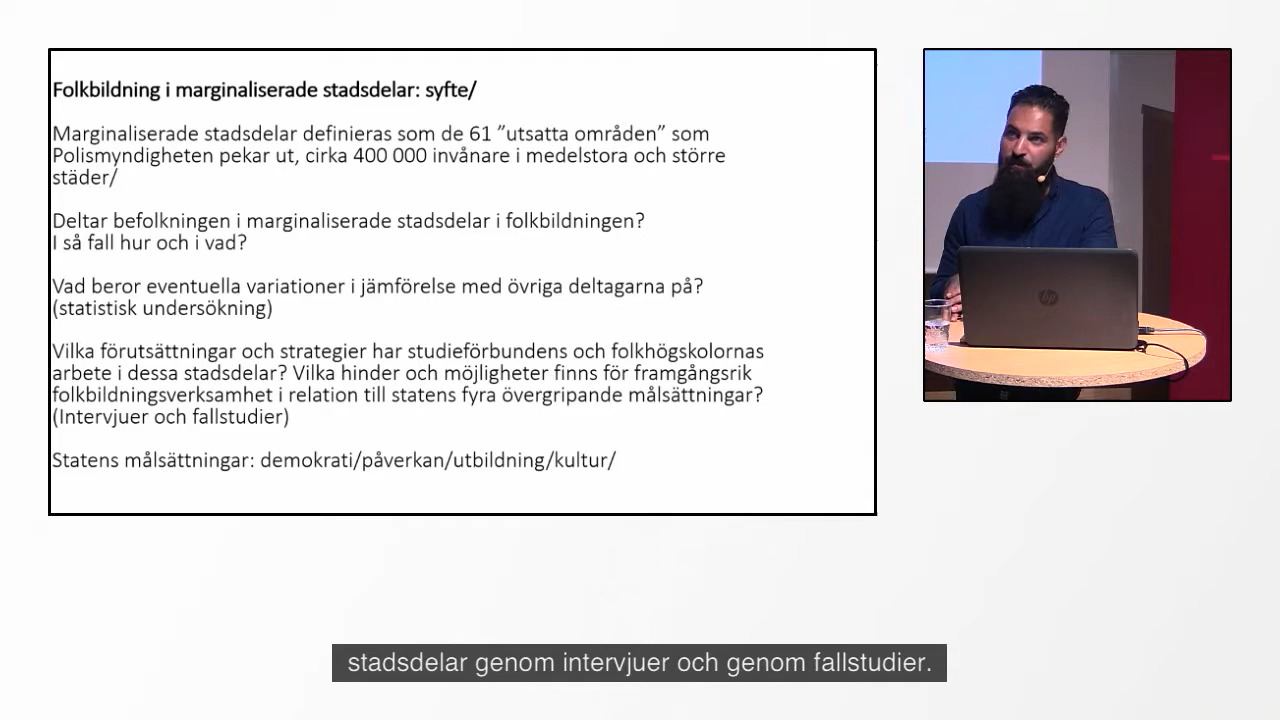 Folkbildning i marginaliserade stadsdelar: syfte/
Marginaliserade stadsdelar definieras som de 61 ”utsatta områden” som
Polismyndigheten pekar ut, cirka 400 000 invånare i medelstora och större
städer/
Deltar befolkningen i marginaliserade stadsdelar i folkbildningen?
I så fall hur och i vad?
Vad beror eventuella variationer i jämförelse med övriga deltagarna på?
(statistisk undersökning)
Vilka förutsättningar och strategier har studieförbundens och folkhögskolornas
arbete i dessa stadsdelar? Vilka hinder och möjligheter finns för framgångsrik
folkbildningsverksamhet i relation till statens fyra övergripande målsättningar?
(Intervjuer och fallstudier)
Statens målsättningar: demokrati/påverkan/utbildning/kultur/
hp
stadsdelar genom intervjuer och genom fallstudier.